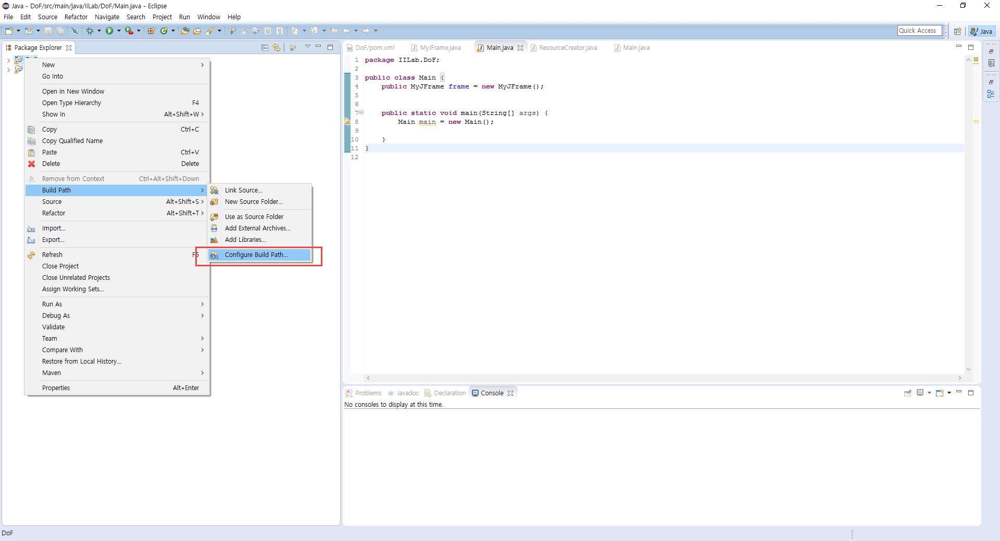 Java - DoF/src/main/java/IILab/DoF/Main.java - Eclipse
File Edit Source Refactor Navigate Search Project Run Window Help
Quick Access
Java
Package Explorer
New
Go Into
Open in New Window
Open Type Hierarchy F4
Show In Alt+Shift+W
Copy Ctrl+C
Copy Qualified Name
Paste Ctrl+V
Delete Delete
Remove from Context Ctrl+Alt+Shift+Down
Build Path
Source Alt+Shift+S
Refactor Alt+Shift+T
Import...
Export...
Refresh F5
Close Project
Close Unrelated Projects
Assign Working Sets...
Run As
Debug As
Validate
Team
Compare With
Restore from Local History...
Maven
Properties Alt+Enter
Link Source...
New Source Folder...
Use as Source Folder
Add External Archives...
Add Libraries...
Configure Build Path...
DoF/pom.xml MyJFrame.java Main.java ResourceCreator.java Main.java
1 package IILab.DoF;
2
3 public class Main {
4 public MyJFrame frame = new MyJFrame();
5
6
7 public static void main(String[] args) {
8 Main main = new Main();
9
10 }
11 }
12
Problems @ Javadoc Declaration Console
No consoles to display at this time.
DoF